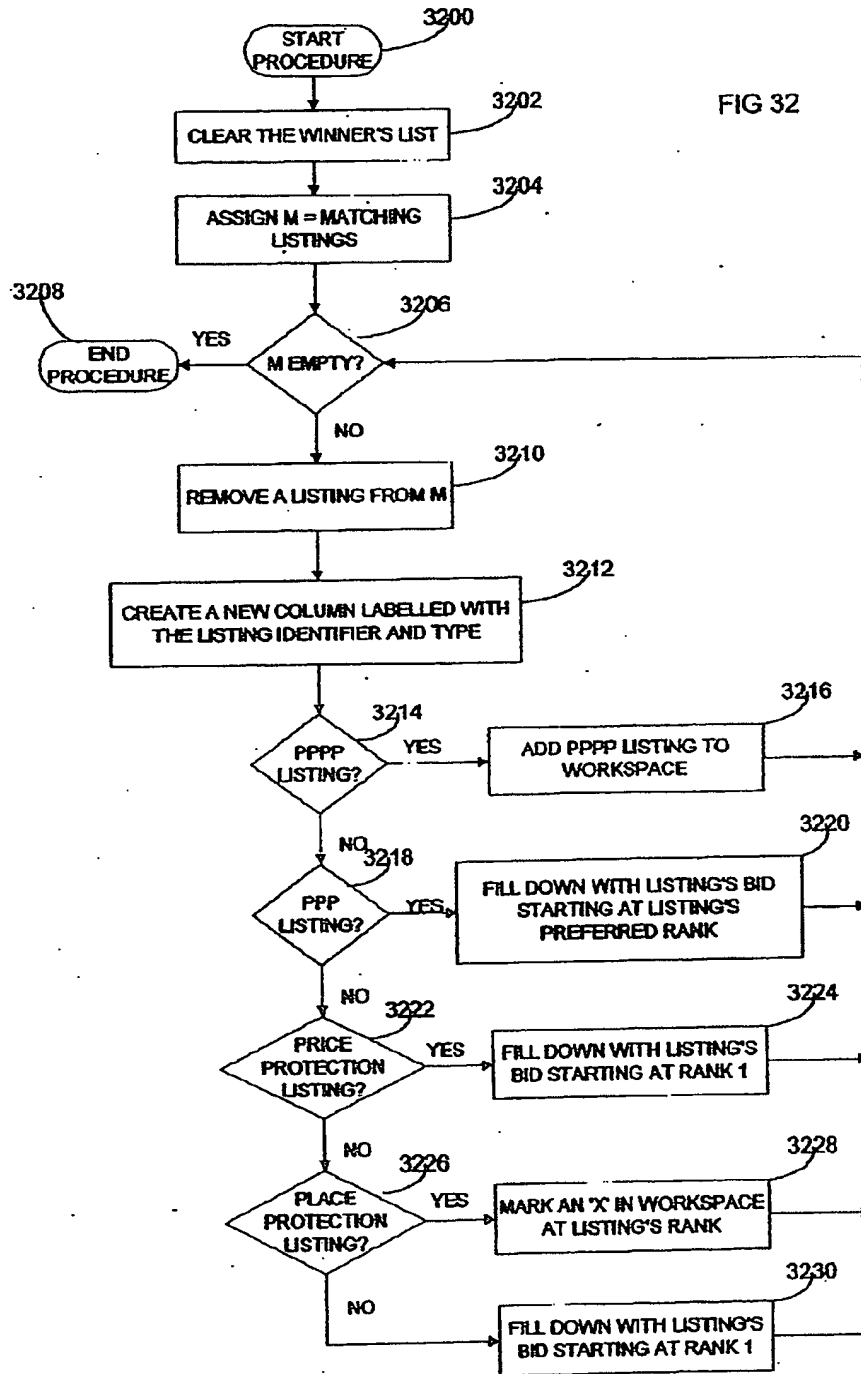 3200
START
PROCEDURE
FIG 32
3202
CLEAR THE WINNER'S LIST
3204
ASSIGN M = MATCHING
LISTINGS
3208
3206
YES
END
PROCEDURE
M EMPTY?
NO
3210
REMOVE A LISTING FROM M
3212
CREATE A NEW COLUMN LABELLED WITH
THE LISTING IDENTIFIER AND TYPE
3214
3216
PPPP
LISTING?
YES
ADD PPPP LISTING TO
WORKSPACE
NO
3218
3220
PPP
LISTING?
YES
FILL DOWN WITH LISTING'S BID
STARTING AT LISTING'S
PREFERRED RANK
NO
3222
3224
PRICE
PROTECTION
LISTING?
YES
FILL DOWN WITH LISTING'S
BID STARTING AT RANK 1
NO
3226
3228
PLACE
PROTECTION
LISTING?
YES
MARK AN 'X' IN WORKSPACE
AT LISTING'S RANK
NO
3230
FILL DOWN WITH LISTING'S
BID STARTING AT RANK 1